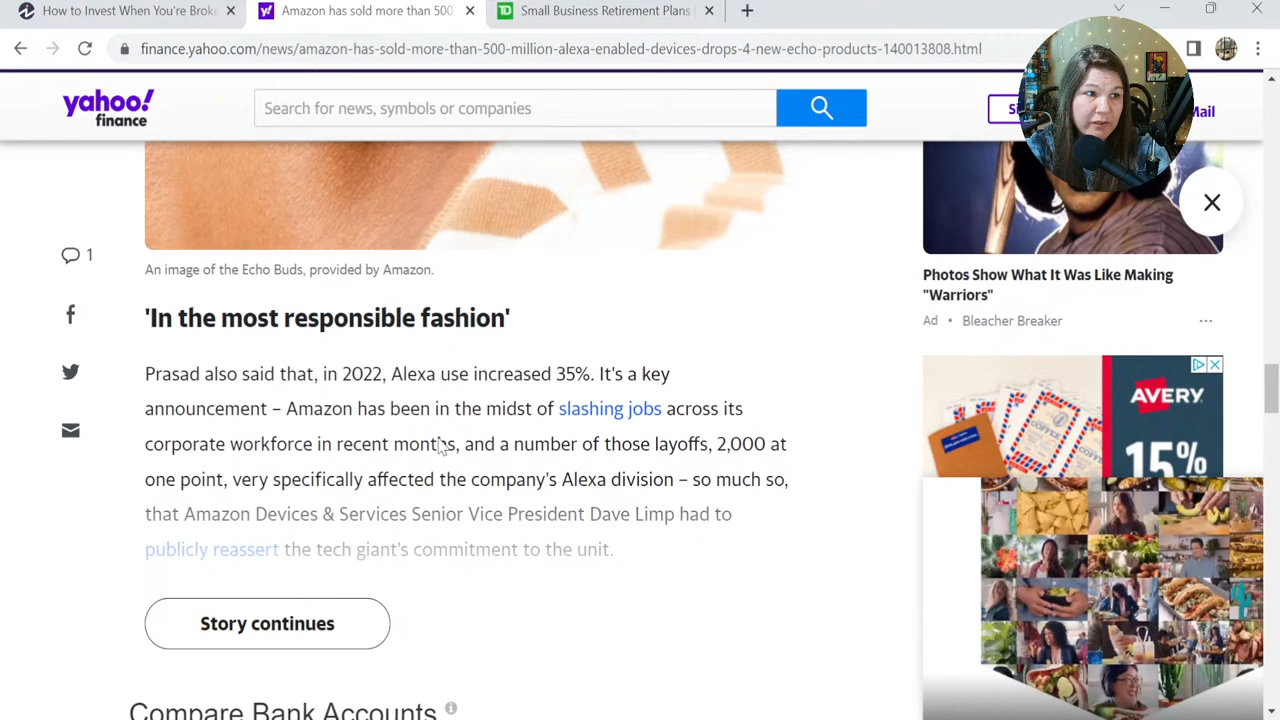 How to Invest When You're Broke
Amazon has sold more than 500
Small Business Retirement Plans
finance.yahoo.com/news/amazon-has-sold-more-than-500-million-alexa-enabled-devices-drops-4-new-echo-products-140013808.html
yahoo!
finance
Search for news, symbols or companies
Mail
1
An image of the Echo Buds, provided by Amazon.
'In the most responsible fashion'
Prasad also said that, in 2022, Alexa use increased 35%. It's a key
announcement – Amazon has been in the midst of slashing jobs across its
corporate workforce in recent months, and a number of those layoffs, 2,000 at
one point, very specifically affected the company's Alexa division – so much so,
that Amazon Devices & Services Senior Vice President Dave Limp had to
publicly reassert the tech giant's commitment to the unit.
Story continues
Compare Bank Accounts
Photos Show What It Was Like Making
"Warriors"
Ad • Bleacher Breaker
AVERY
COFFEE
15%